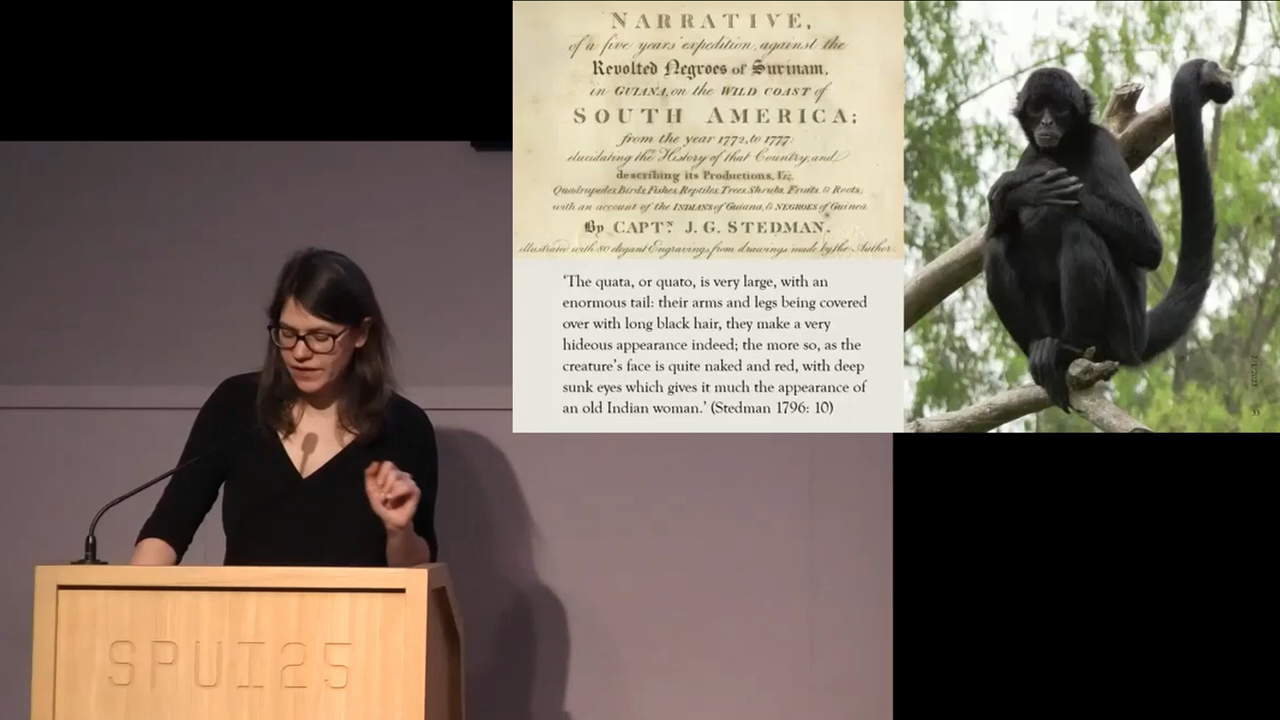 NARRATIVE,
of a five years' expedition, against the
Revolted Negroes of Surinam,
in GUIANA, on the WILD COAST of
SOUTH AMERICA;
from the year 1772, to 1777:
elucidating the History of that Country, and
describing its Productions, Viz.
Quadrupedes, Birds, Fishes, Reptiles, Trees, Shrubs, Fruits, & Roots;
with an account of the INDIANS of Guiana, & NEGROES of Guinea.
By CAPTN. J. G. STEDMAN.
illustrated with 80 elegant Engravings, from drawings made by the Author.
'The quata, or quato, is very large, with an
enormous tail: their arms and legs being covered
over with long black hair, they make a very
hideous appearance indeed; the more so, as the
creature's face is quite naked and red, with deep
sunk eyes which gives it much the appearance of
an old Indian woman.' (Stedman 1796: 10)
SPUI25